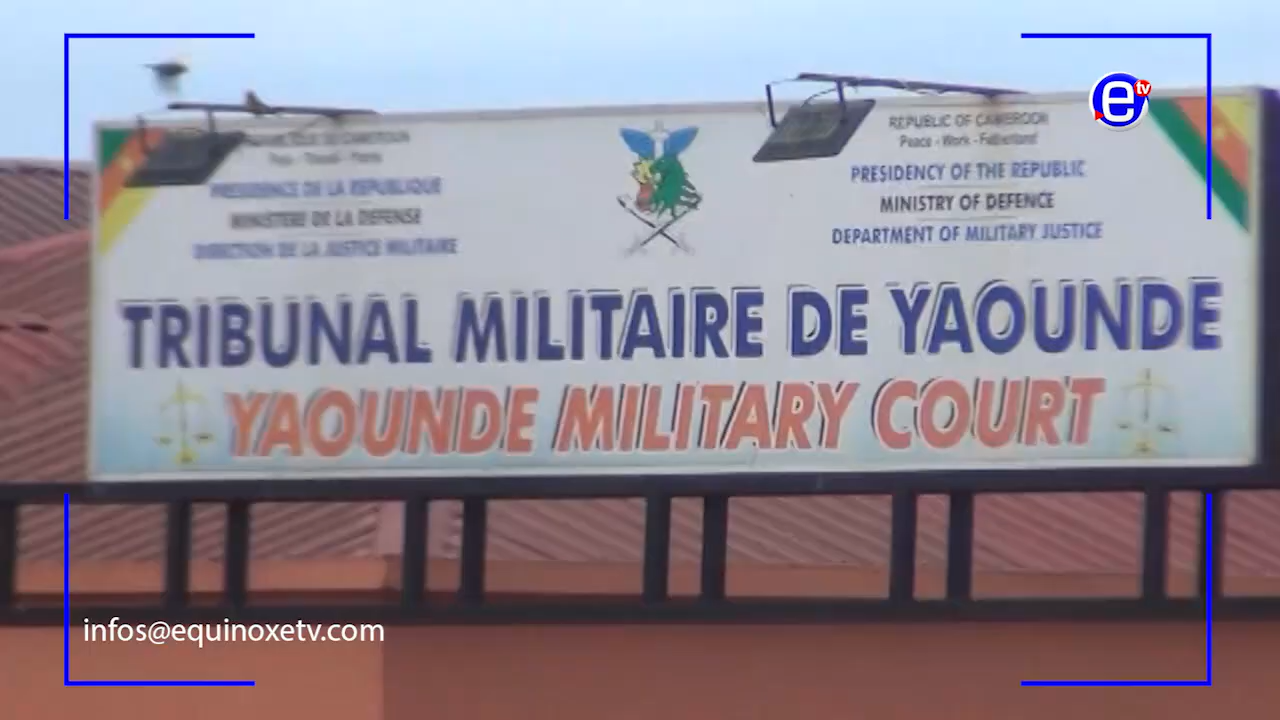 e tv
REPUBLIC OF CAMEROON
Peace - Work - Fatherland
PRESIDENCE DE LA REPUBLIQUE
MINISTERE DE LA DEFENSE
DIRECTION DE LA JUSTICE MILITAIRE
PRESIDENCY OF THE REPUBLIC
MINISTRY OF DEFENCE
DEPARTMENT OF MILITARY JUSTICE
TRIBUNAL MILITAIRE DE YAOUNDE
YAOUNDE MILITARY COURT
infos@equinoxetv.com